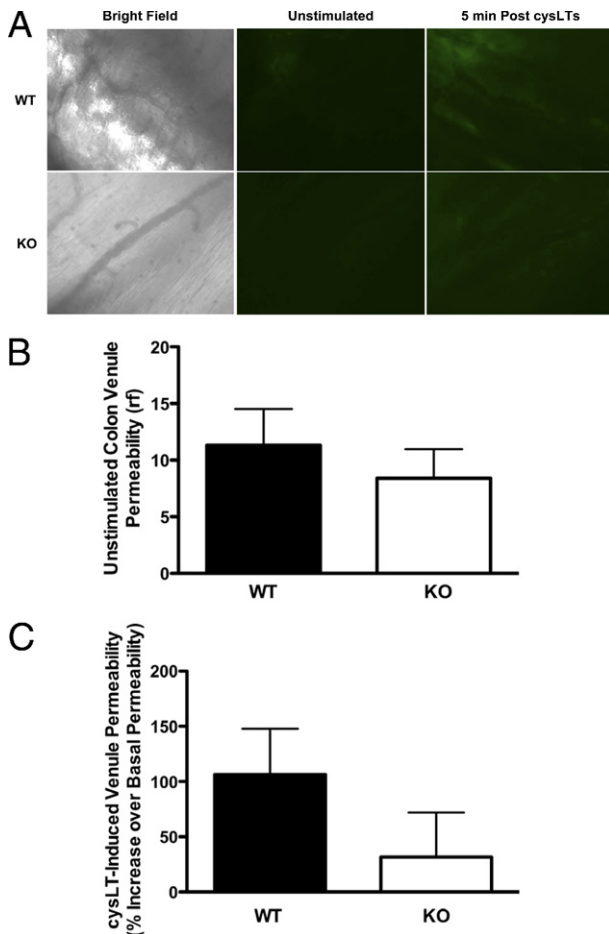 A
Bright Field
Unstimulated
5 min Post cysLTs
WT
KO
B
Unstimulated Colon Venule
Permeability (rf)
20
15
10
5
0
WT
KO
C
cysLT-Induced Venule Permeability
(% Increase over Basal Permeability)
200
150
100
50
0
WT
KO